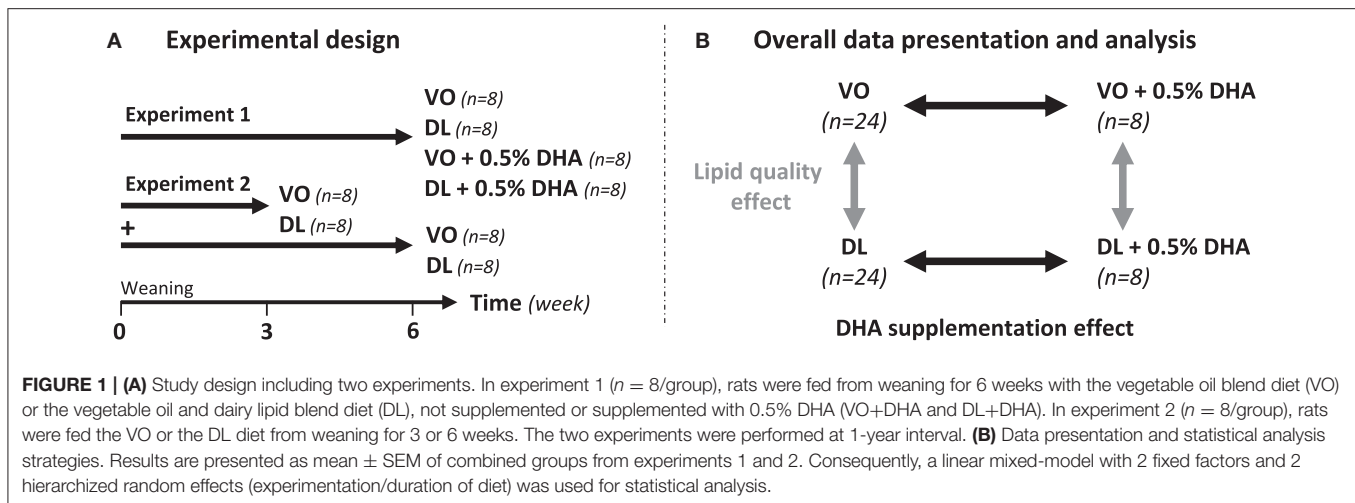 A Experimental design
Experiment 1
VO (n=8)
DL (n=8)
VO + 0.5% DHA (n=8)
DL + 0.5% DHA (n=8)
Experiment 2
VO (n=8)
DL (n=8)
+
VO (n=8)
DL (n=8)
Weaning
Time (week)
0 3 6
B Overall data presentation and analysis
VO
(n=24)
VO + 0.5% DHA
(n=8)
Lipid quality
effect
DL
(n=24)
DL + 0.5% DHA
(n=8)
DHA supplementation effect
FIGURE 1 | (A) Study design including two experiments. In experiment 1 (n = 8/group), rats were fed from weaning for 6 weeks with the vegetable oil blend diet (VO)
or the vegetable oil and dairy lipid blend diet (DL), not supplemented or supplemented with 0.5% DHA (VO+DHA and DL+DHA). In experiment 2 (n = 8/group), rats
were fed the VO or the DL diet from weaning for 3 or 6 weeks. The two experiments were performed at 1-year interval. (B) Data presentation and statistical analysis
strategies. Results are presented as mean ± SEM of combined groups from experiments 1 and 2. Consequently, a linear mixed-model with 2 fixed factors and 2
hierarchized random effects (experimentation/duration of diet) was used for statistical analysis.